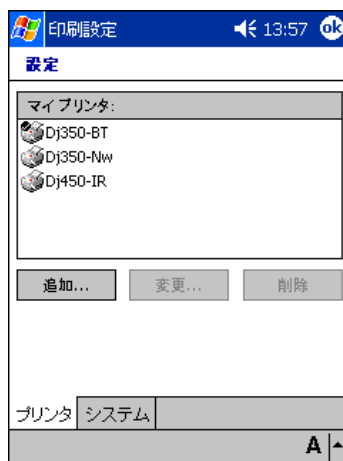 印刷設定 13:57 ok
設定
マイ プリンタ:
Dj350-BT
Dj350-Nw
Dj450-IR
追加... 変更... 削除
プリンタ システム
A